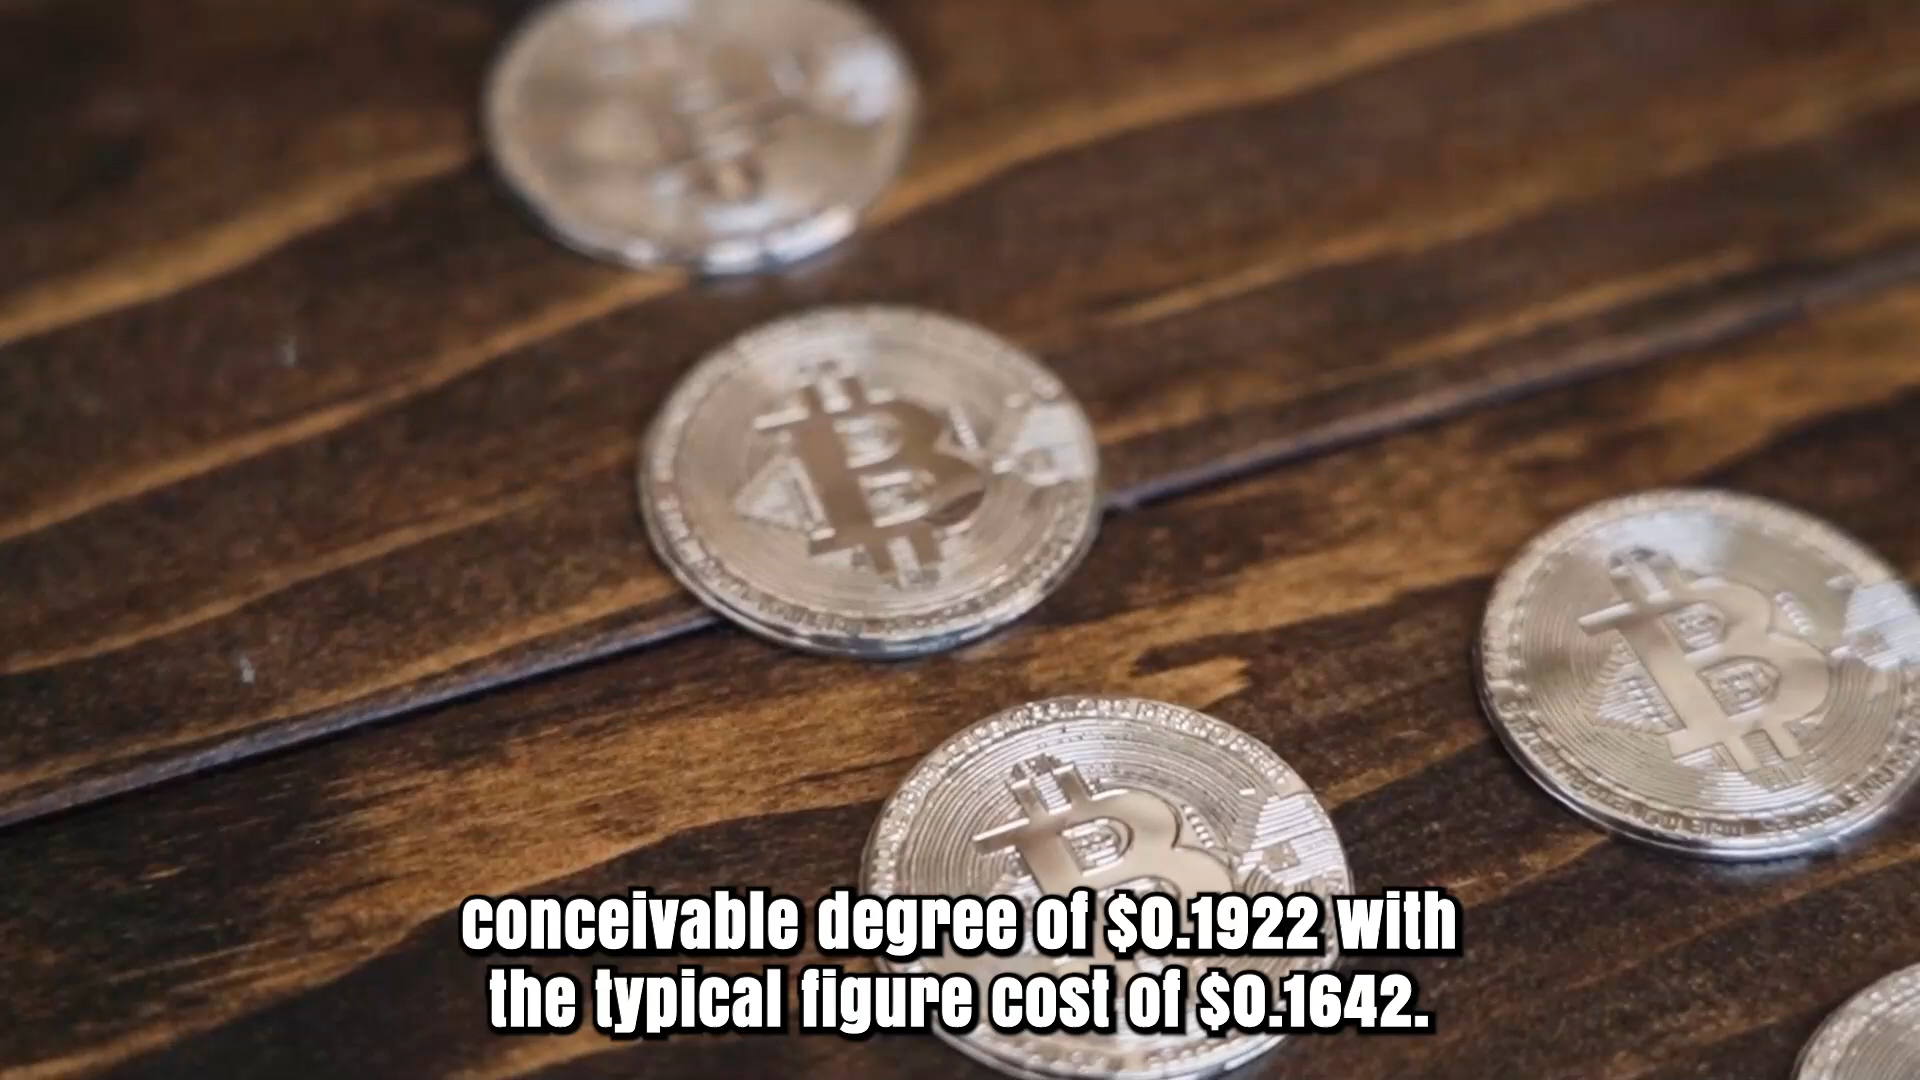 conceivable degree of $0.1922 with
the typical figure cost of $0.1642.